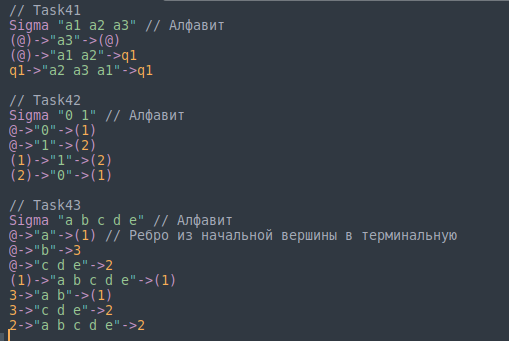 // Task41
Sigma "a1 a2 a3" // Алфавит
(@)->"a3"->(@)
(@)->"a1 a2"->q1
q1->"a2 a3 a1"->q1
// Task42
Sigma "0 1" // Алфавит
@->"0"->(1)
@->"1"->(2)
(1)->"1"->(2)
(2)->"0"->(1)
// Task43
Sigma "a b c d e" // Алфавит
@->"a"->(1) // Ребро из начальной вершины в терминальную
@->"b"->3
@->"c d e"->2
(1)->"a b c d e"->(1)
3->"a b"->(1)
3->"c d e"->2
2->"a b c d e"->2